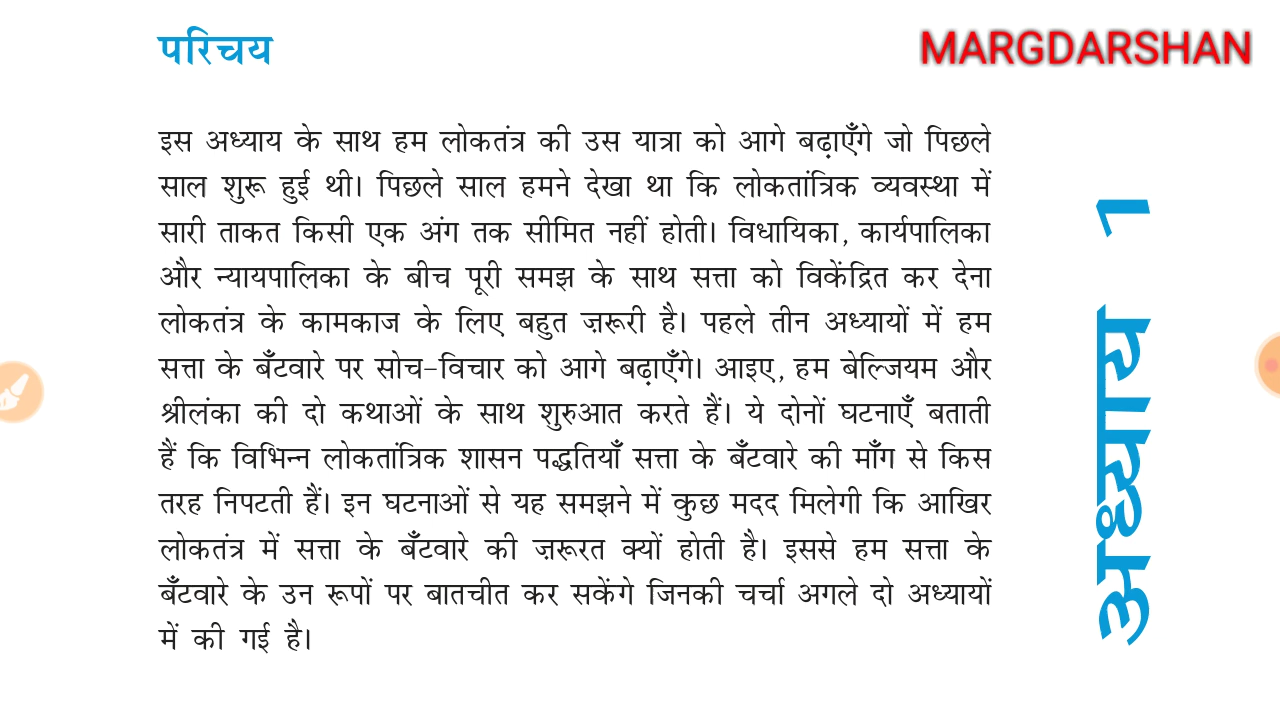 परिचय
MARGDARSHAN
इस अध्याय के साथ हम लोकतंत्र की उस यात्रा को आगे बढ़ाएँगे जो पिछले
साल शुरू हुई थी। पिछले साल हमने देखा था कि लोकतांत्रिक व्यवस्था में
सारी ताकत किसी एक अंग तक सीमित नहीं होती। विधायिका, कार्यपालिका
और न्यायपालिका के बीच पूरी समझ के साथ सत्ता को विकेंद्रित कर देना
लोकतंत्र के कामकाज के लिए बहुत ज़रूरी है। पहले तीन अध्यायों में हम
सत्ता के बँटवारे पर सोच-विचार को आगे बढ़ाएँगे। आइए, हम बेल्जियम और
श्रीलंका की दो कथाओं के साथ शुरुआत करते हैं। ये दोनों घटनाएँ बताती
हैं कि विभिन्न लोकतांत्रिक शासन पद्धतियाँ सत्ता के बँटवारे की माँग से किस
तरह निपटती हैं। इन घटनाओं से यह समझने में कुछ मदद मिलेगी कि आखिर
लोकतंत्र में सत्ता के बँटवारे की ज़रूरत क्यों होती है। इससे हम सत्ता के
बँटवारे के उन रूपों पर बातचीत कर सकेंगे जिनकी चर्चा अगले दो अध्यायों
में की गई है।
अध्याय 1